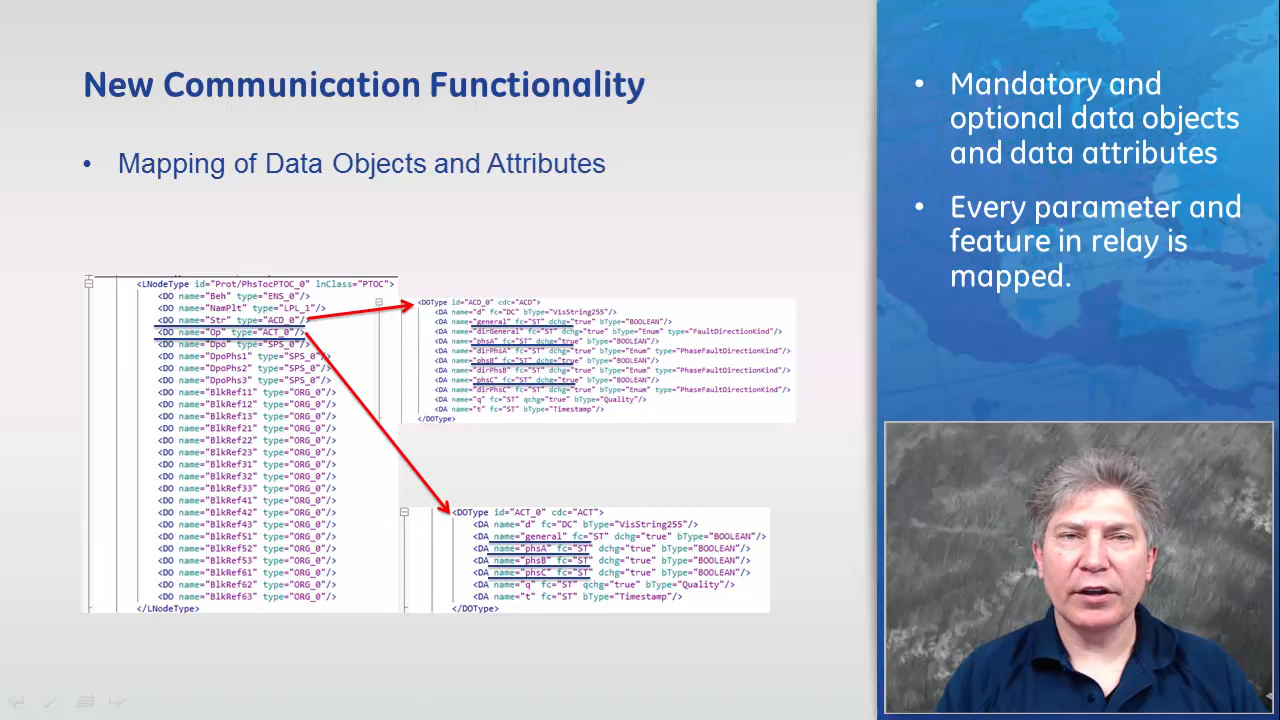 New Communication Functionality
• Mapping of Data Objects and Attributes
<LNodeType id="Prot/PhsTocPTOC_0" lnClass="PTOC">
<DO name="Beh" type="ENS_0"/>
<DO name="NamPlt" type="LPL_1"/>
<DO name="Str" type="ACD_0"/>
<DO name="Op" type="ACT_0"/>
<DO name="Dpo" type="SPS_0"/>
<DO name="DpoPhs1" type="SPS_0"/>
<DO name="DpoPhs2" type="SPS_0"/>
<DO name="DpoPhs3" type="SPS_0"/>
<DO name="BlkRef11" type="ORG_0"/>
<DO name="BlkRef12" type="ORG_0"/>
<DO name="BlkRef13" type="ORG_0"/>
<DO name="BlkRef21" type="ORG_0"/>
<DO name="BlkRef22" type="ORG_0"/>
<DO name="BlkRef23" type="ORG_0"/>
<DO name="BlkRef31" type="ORG_0"/>
<DO name="BlkRef32" type="ORG_0"/>
<DO name="BlkRef33" type="ORG_0"/>
<DO name="BlkRef41" type="ORG_0"/>
<DO name="BlkRef42" type="ORG_0"/>
<DO name="BlkRef43" type="ORG_0"/>
<DO name="BlkRef51" type="ORG_0"/>
<DO name="BlkRef52" type="ORG_0"/>
<DO name="BlkRef53" type="ORG_0"/>
<DO name="BlkRef61" type="ORG_0"/>
<DO name="BlkRef62" type="ORG_0"/>
<DO name="BlkRef63" type="ORG_0"/>
</LNodeType>
<DOType id="ACD_0" cdc="ACD">
<DA name="d" fc="DC" bType="VisString255"/>
<DA name="general" fc="ST" dchg="true" bType="BOOLEAN"/>
<DA name="dirGeneral" fc="ST" dchg="true" bType="Enum" type="FaultDirectionKind"/>
<DA name="phsA" fc="ST" dchg="true" bType="BOOLEAN"/>
<DA name="dirPhsA" fc="ST" dchg="true" bType="Enum" type="PhaseFaultDirectionKind"/>
<DA name="phsB" fc="ST" dchg="true" bType="BOOLEAN"/>
<DA name="dirPhsB" fc="ST" dchg="true" bType="Enum" type="PhaseFaultDirectionKind"/>
<DA name="phsC" fc="ST" dchg="true" bType="BOOLEAN"/>
<DA name="dirPhsC" fc="ST" dchg="true" bType="Enum" type="PhaseFaultDirectionKind"/>
<DA name="q" fc="ST" qchg="true" bType="Quality"/>
<DA name="t" fc="ST" bType="Timestamp"/>
</DOType>
<DOType id="ACT_0" cdc="ACT">
<DA name="d" fc="DC" bType="VisString255"/>
<DA name="general" fc="ST" dchg="true" bType="BOOLEAN"/>
<DA name="phsA" fc="ST" dchg="true" bType="BOOLEAN"/>
<DA name="phsB" fc="ST" dchg="true" bType="BOOLEAN"/>
<DA name="phsC" fc="ST" dchg="true" bType="BOOLEAN"/>
<DA name="q" fc="ST" qchg="true" bType="Quality"/>
<DA name="t" fc="ST" bType="Timestamp"/>
</DOType>
• Mandatory and
optional data objects
and data attributes
• Every parameter and
feature in relay is
mapped.